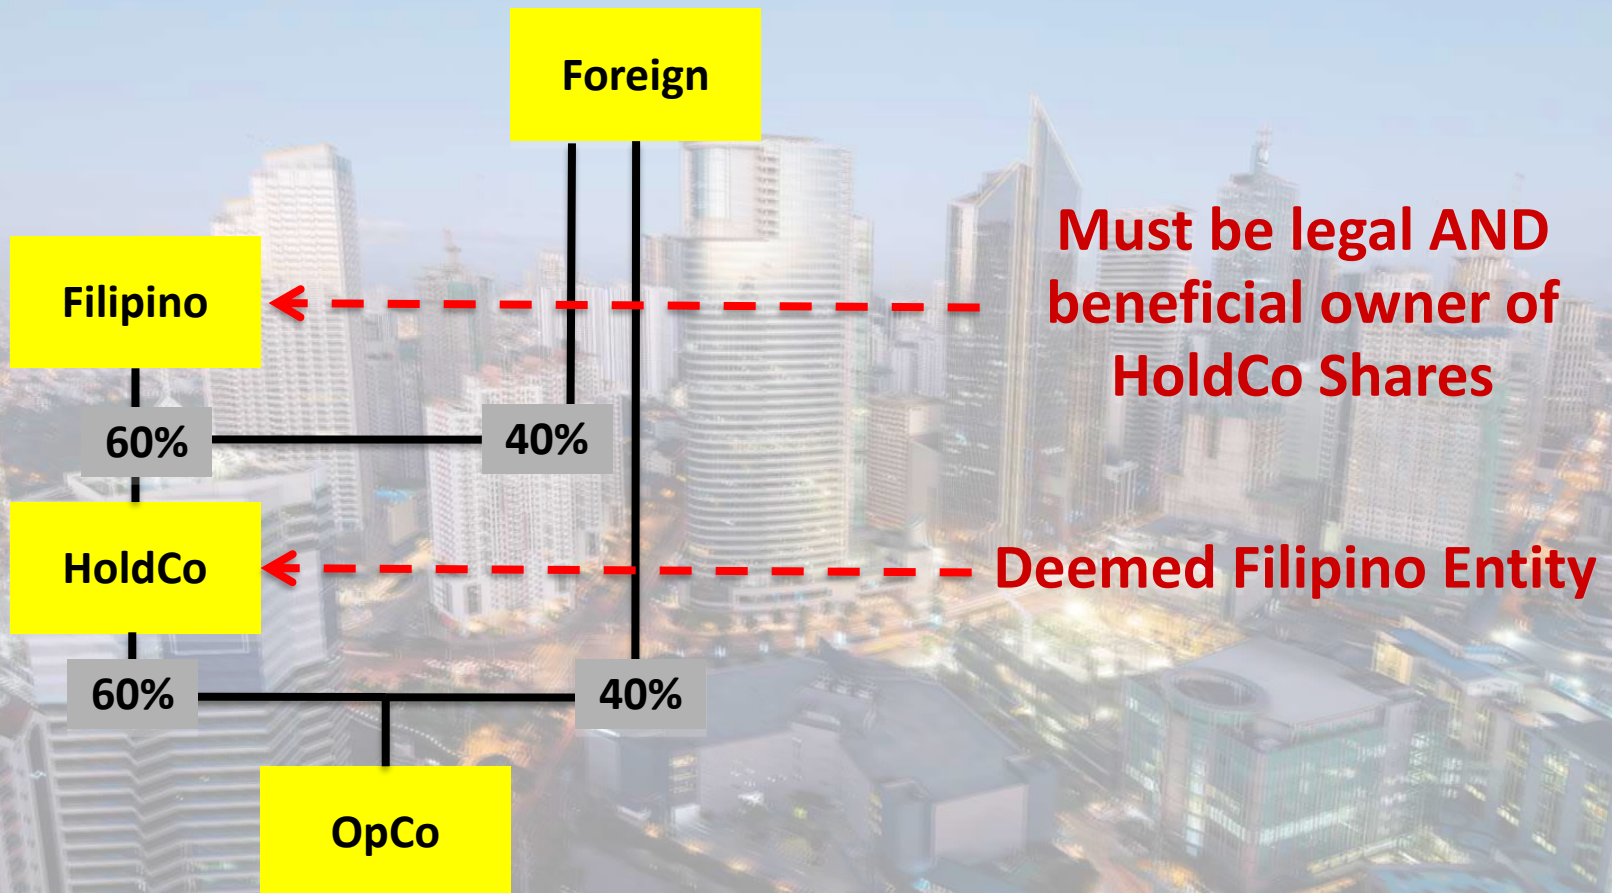 Foreign
Must be legal AND
beneficial owner of
HoldCo Shares
Filipino
60%
40%
HoldCo
Deemed Filipino Entity
60%
40%
OpCo